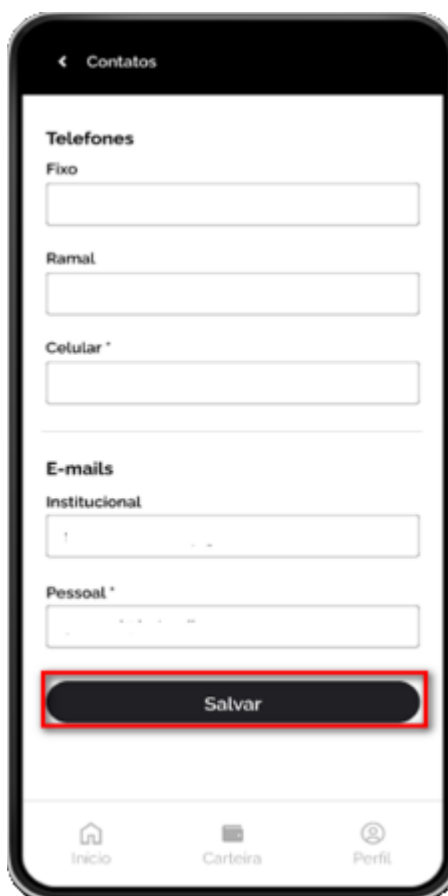 Contatos
Telefones
Fixo
Ramal
Celular *
E-mails
Institucional
Pessoal *
Salvar
Início Carteira Perfil